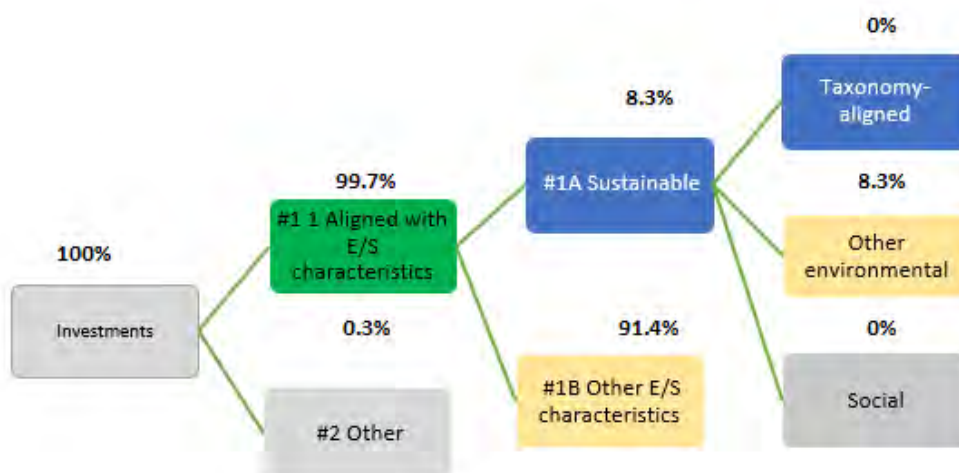 0%
Taxonomy-
aligned
8.3%
#1A Sustainable
99.7%
#1 1 Aligned with
E/S
characteristics
8.3%
Other
environmental
100%
Investments
0.3%
#2 Other
91.4%
#1B Other E/S
characteristics
0%
Social